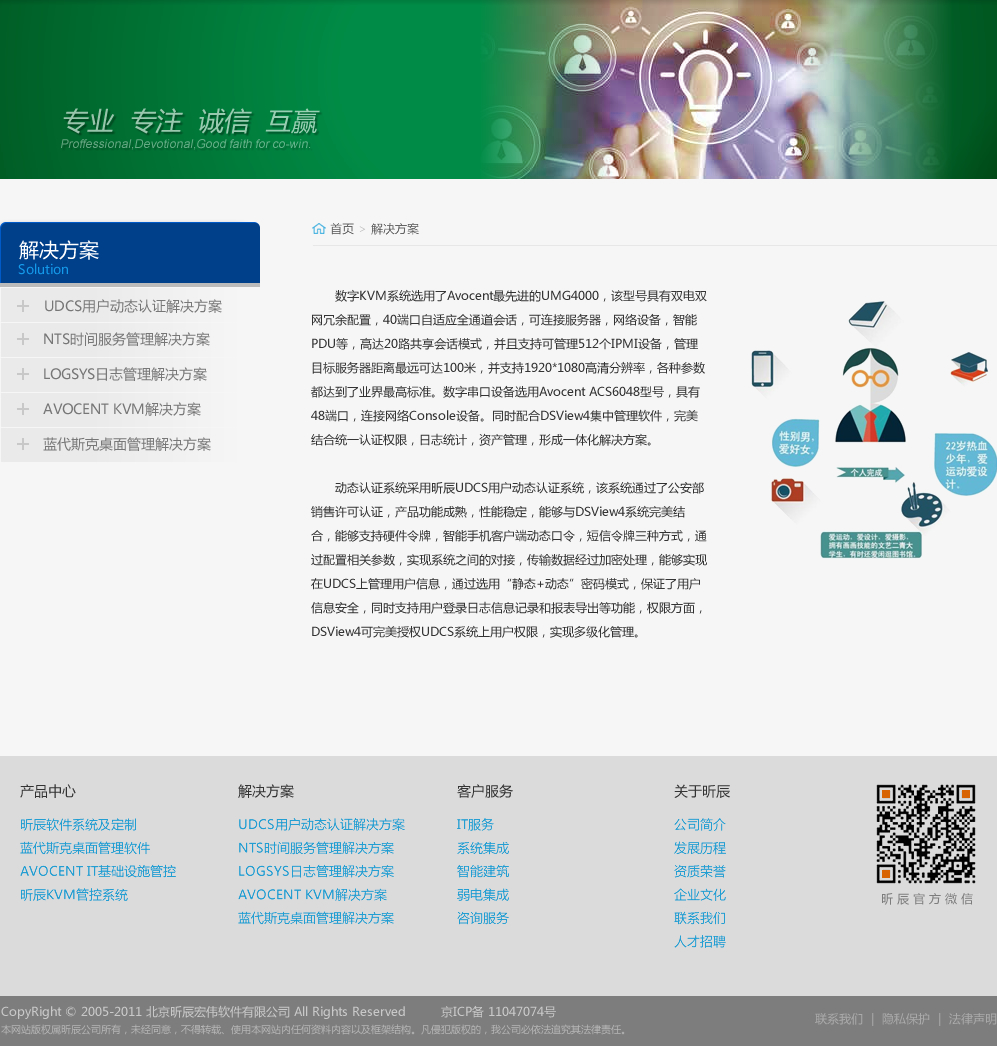 专业 专注 诚信 互赢
Proffessional,Devotional,Good faith for co-win.
解决方案
Solution
UDCS用户动态认证解决方案
NTS时间服务管理解决方案
LOGSYS日志管理解决方案
AVOCENT KVM解决方案
蓝代斯克桌面管理解决方案
首页 > 解决方案
数字KVM系统选用了Avocent最先进的UMG4000，该型号具有双电双
网冗余配置，40端口自适应全通道会话，可连接服务器，网络设备，智能
PDU等，高达20路共享会话模式，并且支持可管理512个IPMI设备，管理
目标服务器距离最远可达100米，并支持1920*1080高清分辨率，各种参数
都达到了业界最高标准。数字串口设备选用Avocent ACS6048型号，具有
48端口，连接网络Console设备。同时配合DSView4集中管理软件，完美
结合统一认证权限，日志统计，资产管理，形成一体化解决方案。
动态认证系统采用昕辰UDCS用户动态认证系统，该系统通过了公安部
销售许可认证，产品功能成熟，性能稳定，能够与DSView4系统完美结
合，能够支持硬件令牌，智能手机客户端动态口令，短信令牌三种方式，通
过配置相关参数，实现系统之间的对接，传输数据经过加密处理，能够实现
在UDCS上管理用户信息，通过选用“静态+动态”密码模式，保证了用户
信息安全，同时支持用户登录日志信息记录和报表导出等功能，权限方面，
DSView4可完美授权UDCS系统上用户权限，实现多级化管理。
性别男，
爱好女。
22岁热血
少年，爱
运动爱设
计。
个人完成
爱运动，爱设计，爱摄影，
拥有画画技能的文艺二青大
学生，有时还爱闲逛图书馆。
产品中心
昕辰软件系统及定制
蓝代斯克桌面管理软件
AVOCENT IT基础设施管控
昕辰KVM管控系统
解决方案
UDCS用户动态认证解决方案
NTS时间服务管理解决方案
LOGSYS日志管理解决方案
AVOCENT KVM解决方案
蓝代斯克桌面管理解决方案
客户服务
IT服务
系统集成
智能建筑
弱电集成
咨询服务
关于昕辰
公司简介
发展历程
资质荣誉
企业文化
联系我们
人才招聘
昕辰官方微信
CopyRight © 2005-2011 北京昕辰宏伟软件有限公司 All Rights Reserved 京ICP备 11047074号
本网站版权属昕辰公司所有，未经同意，不得转载、使用本网站内任何资料内容以及框架结构。凡侵犯版权的，我公司必依法追究其法律责任。
联系我们 | 隐私保护 | 法律声明